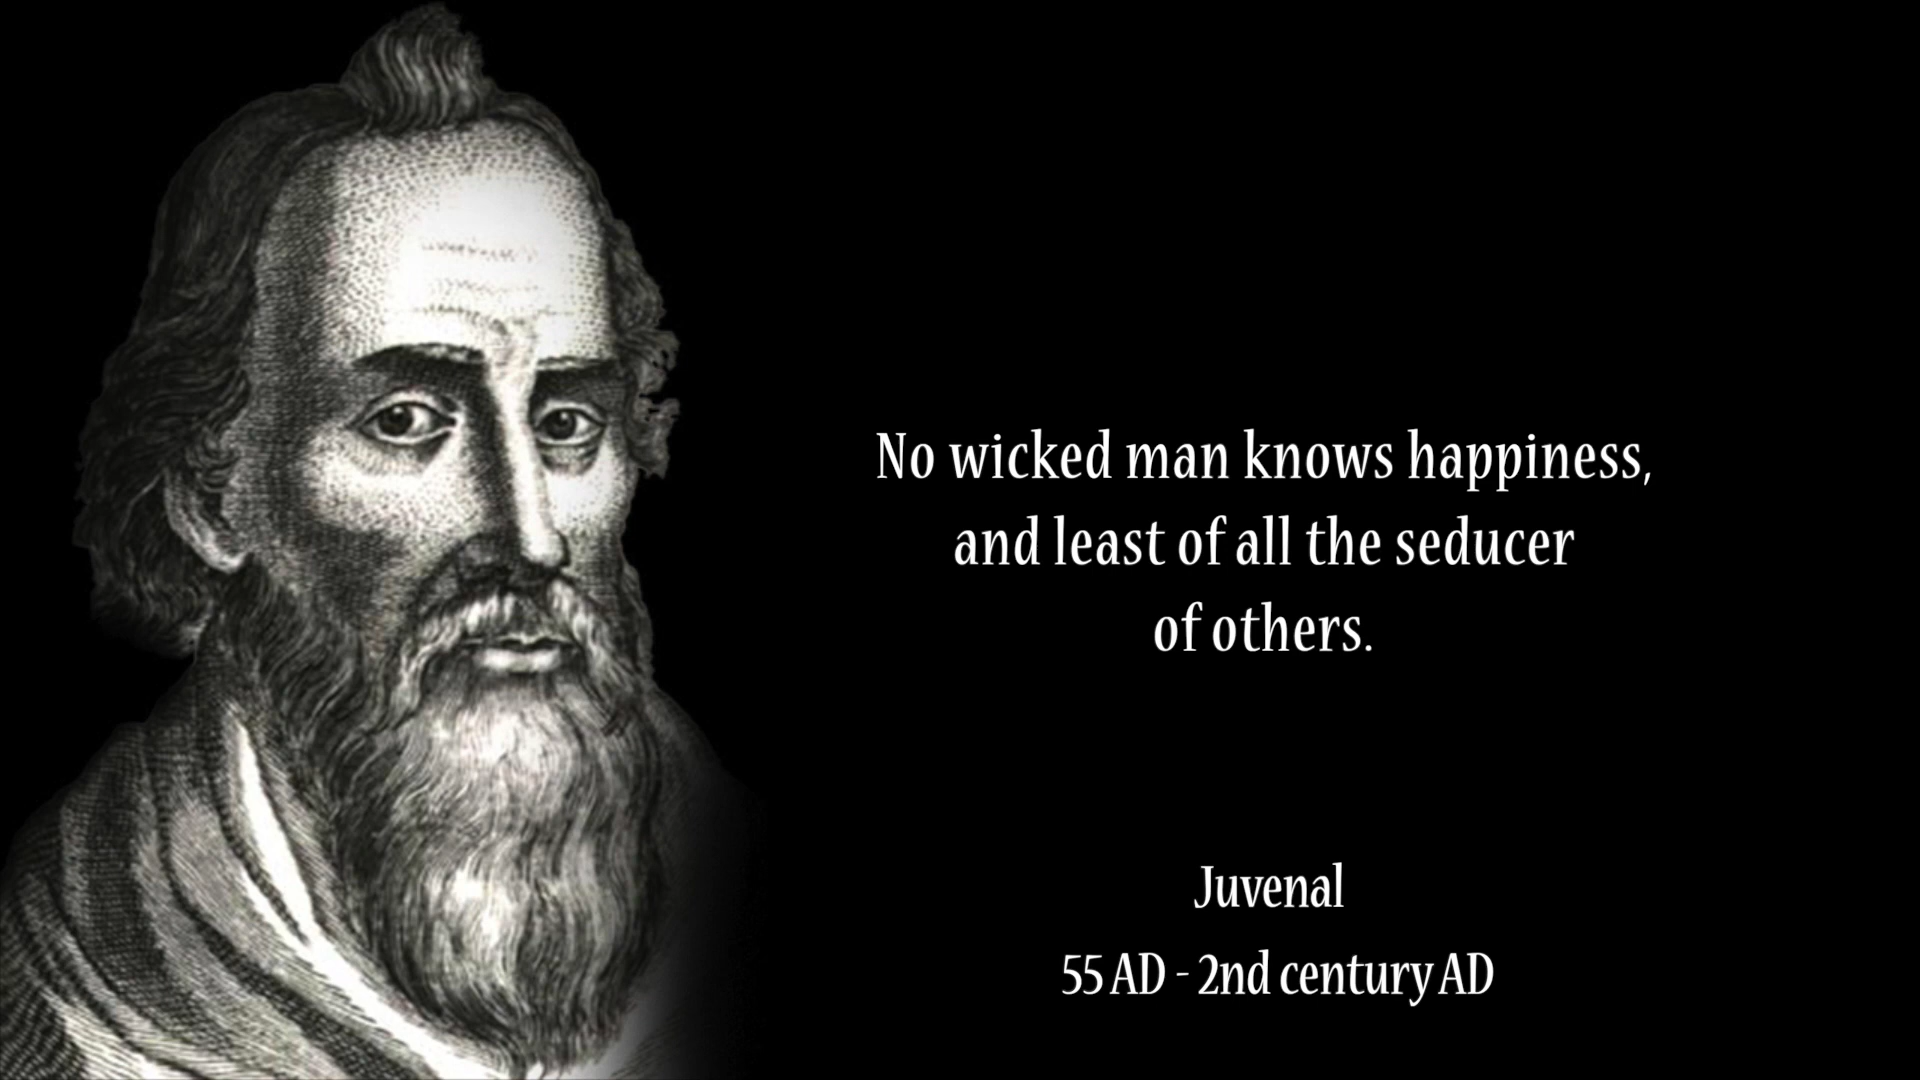 No wicked man knows happiness,
and least of all the seducer
of others.
Juvenal
55 AD - 2nd century AD